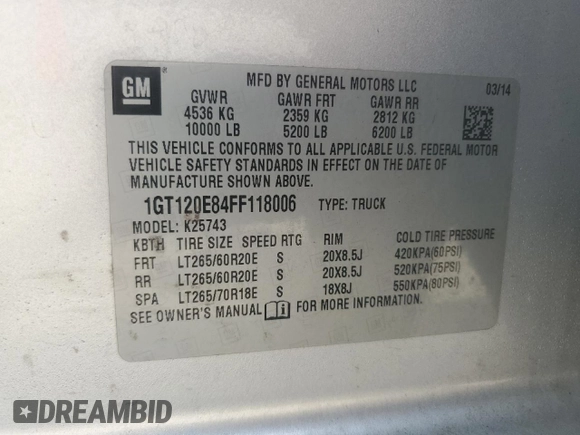 GM
MFD BY GENERAL MOTORS LLC
03/14
GVWR GAWR FRT GAWR RR
4536 KG 2359 KG 2812 KG
10000 LB 5200 LB 6200 LB
THIS VEHICLE CONFORMS TO ALL APPLICABLE U.S. FEDERAL MOTOR
VEHICLE SAFETY STANDARDS IN EFFECT ON THE DATE OF
MANUFACTURE SHOWN ABOVE.
1GT120E84FF118006 TYPE: TRUCK
MODEL: K25743
KBTH TIRE SIZE SPEED RTG RIM COLD TIRE PRESSURE
FRT LT265/60R20E S 20X8.5J 420KPA(60PSI)
RR LT265/60R20E S 20X8.5J 520KPA(75PSI)
SPA LT265/70R18E S 18X8J 550KPA(80PSI)
SEE OWNER'S MANUAL FOR MORE INFORMATION.
DREAMBID